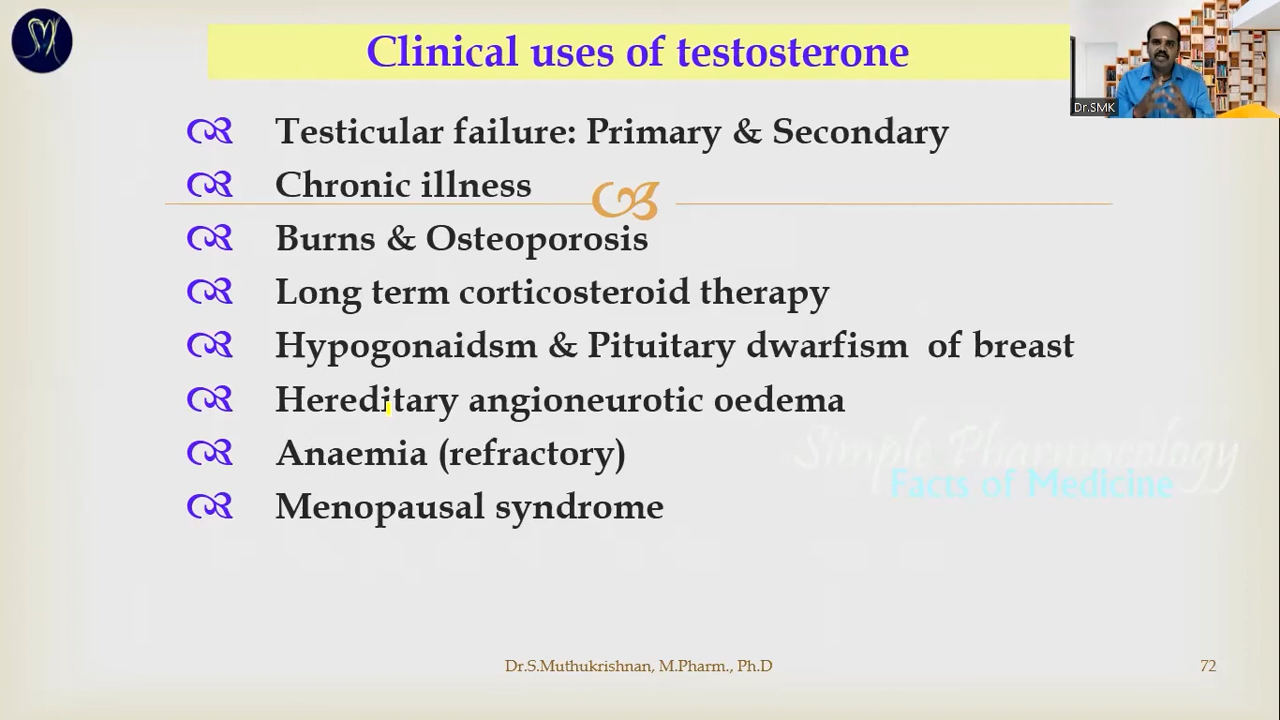 SM
Clinical uses of testosterone
Dr.SMK
Testicular failure: Primary & Secondary
Chronic illness
Burns & Osteoporosis
Long term corticosteroid therapy
Hypogonaidsm & Pituitary dwarfism of breast
Hereditary angioneurotic oedema
Anaemia (refractory)
Simple Pharmacology
Facts of Medicine
Menopausal syndrome
Dr.S.Muthukrishnan, M.Pharm., Ph.D
72